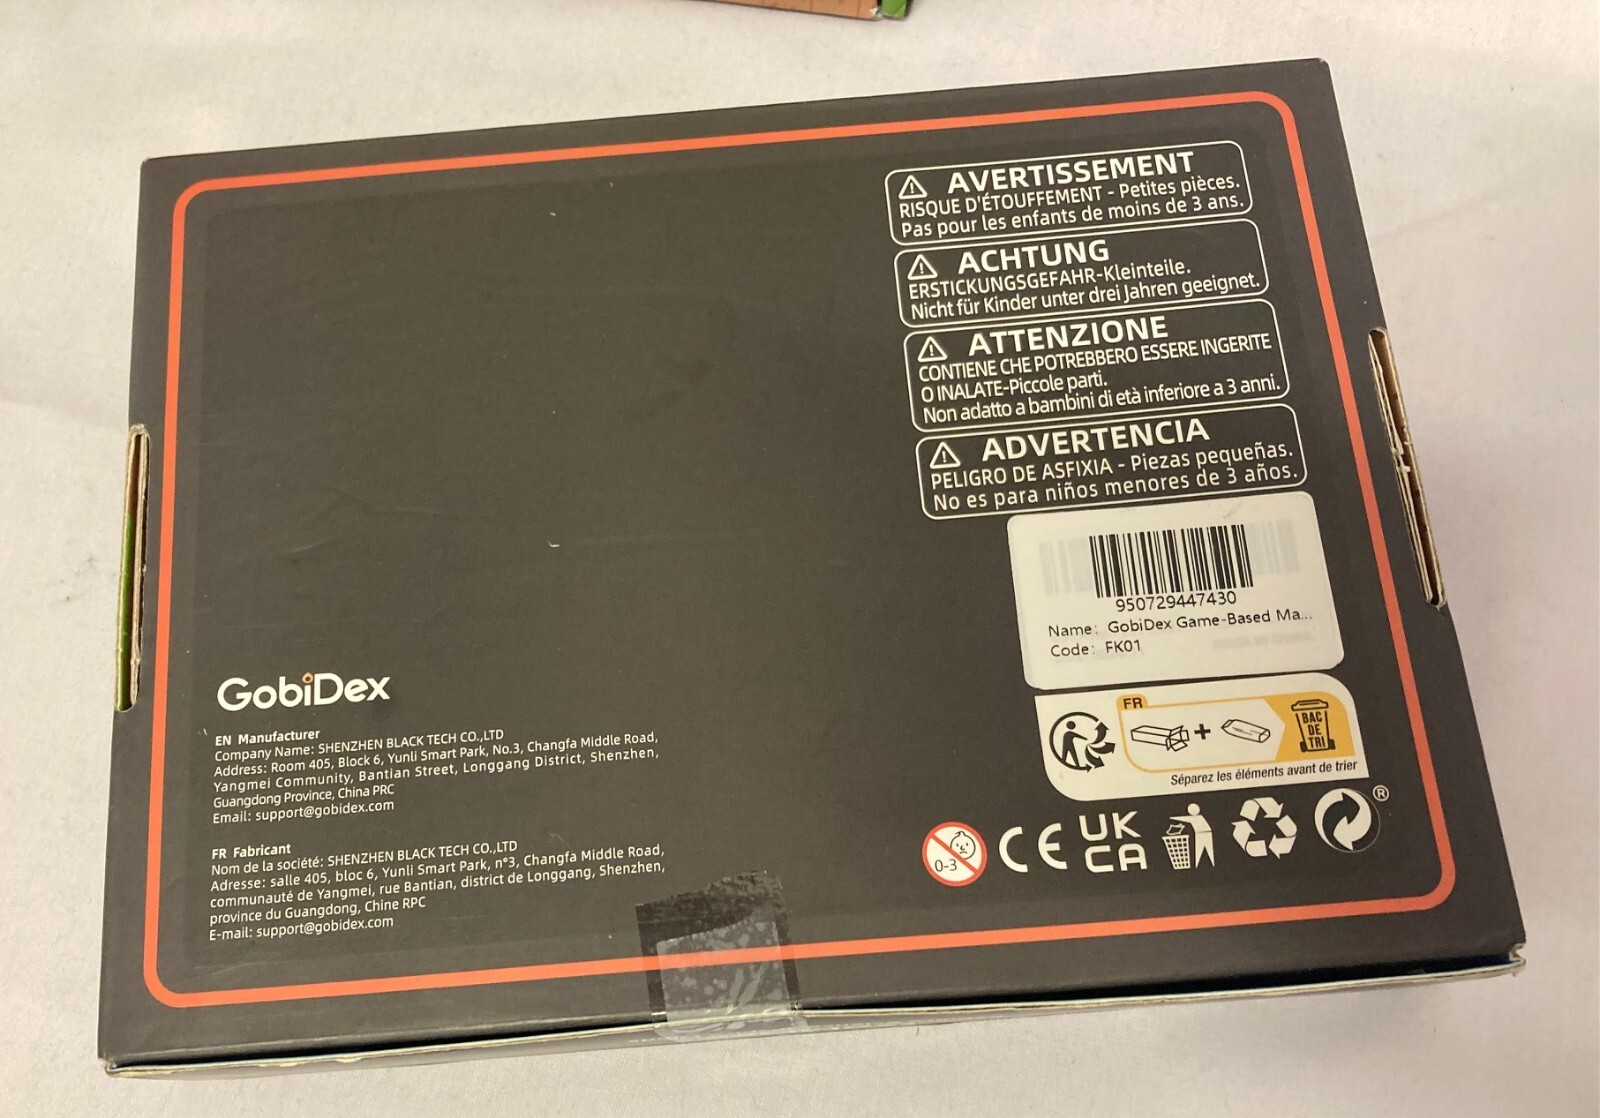 AVERTISSEMENT
RISQUE D'ÉTOUFFEMENT - Petites pièces.
Pas pour les enfants de moins de 3 ans.
ACHTUNG
ERSTICKUNGSGEFAHR-Kleinteile.
Nicht für Kinder unter drei Jahren geeignet.
ATTENZIONE
CONTIENE CHE POTREBBERO ESSERE INGERITE
O INALATE-Piccole parti.
Non adatto a bambini di età inferiore a 3 anni.
ADVERTENCIA
PELIGRO DE ASFIXIA - Piezas pequeñas.
No es para niños menores de 3 años.
950729447430
Name: GobiDex Game-Based Ma...
Code: FK01
FR
BAC
DE
TRI
Séparez les éléments avant de trier
0-3
CE
UK
CA
®
GobiDex
EN Manufacturer
Company Name: SHENZHEN BLACK TECH CO.,LTD
Address: Room 405, Block 6, Yunli Smart Park, No.3, Changfa Middle Road,
Yangmei Community, Bantian Street, Longgang District, Shenzhen,
Guangdong Province, China PRC
Email: support@gobidex.com
FR Fabricant
Nom de la société: SHENZHEN BLACK TECH CO.,LTD
Adresse: salle 405, bloc 6, Yunli Smart Park, n°3, Changfa Middle Road,
communauté de Yangmei, rue Bantian, district de Longgang, Shenzhen,
province du Guangdong, Chine RPC
E-mail: support@gobidex.com